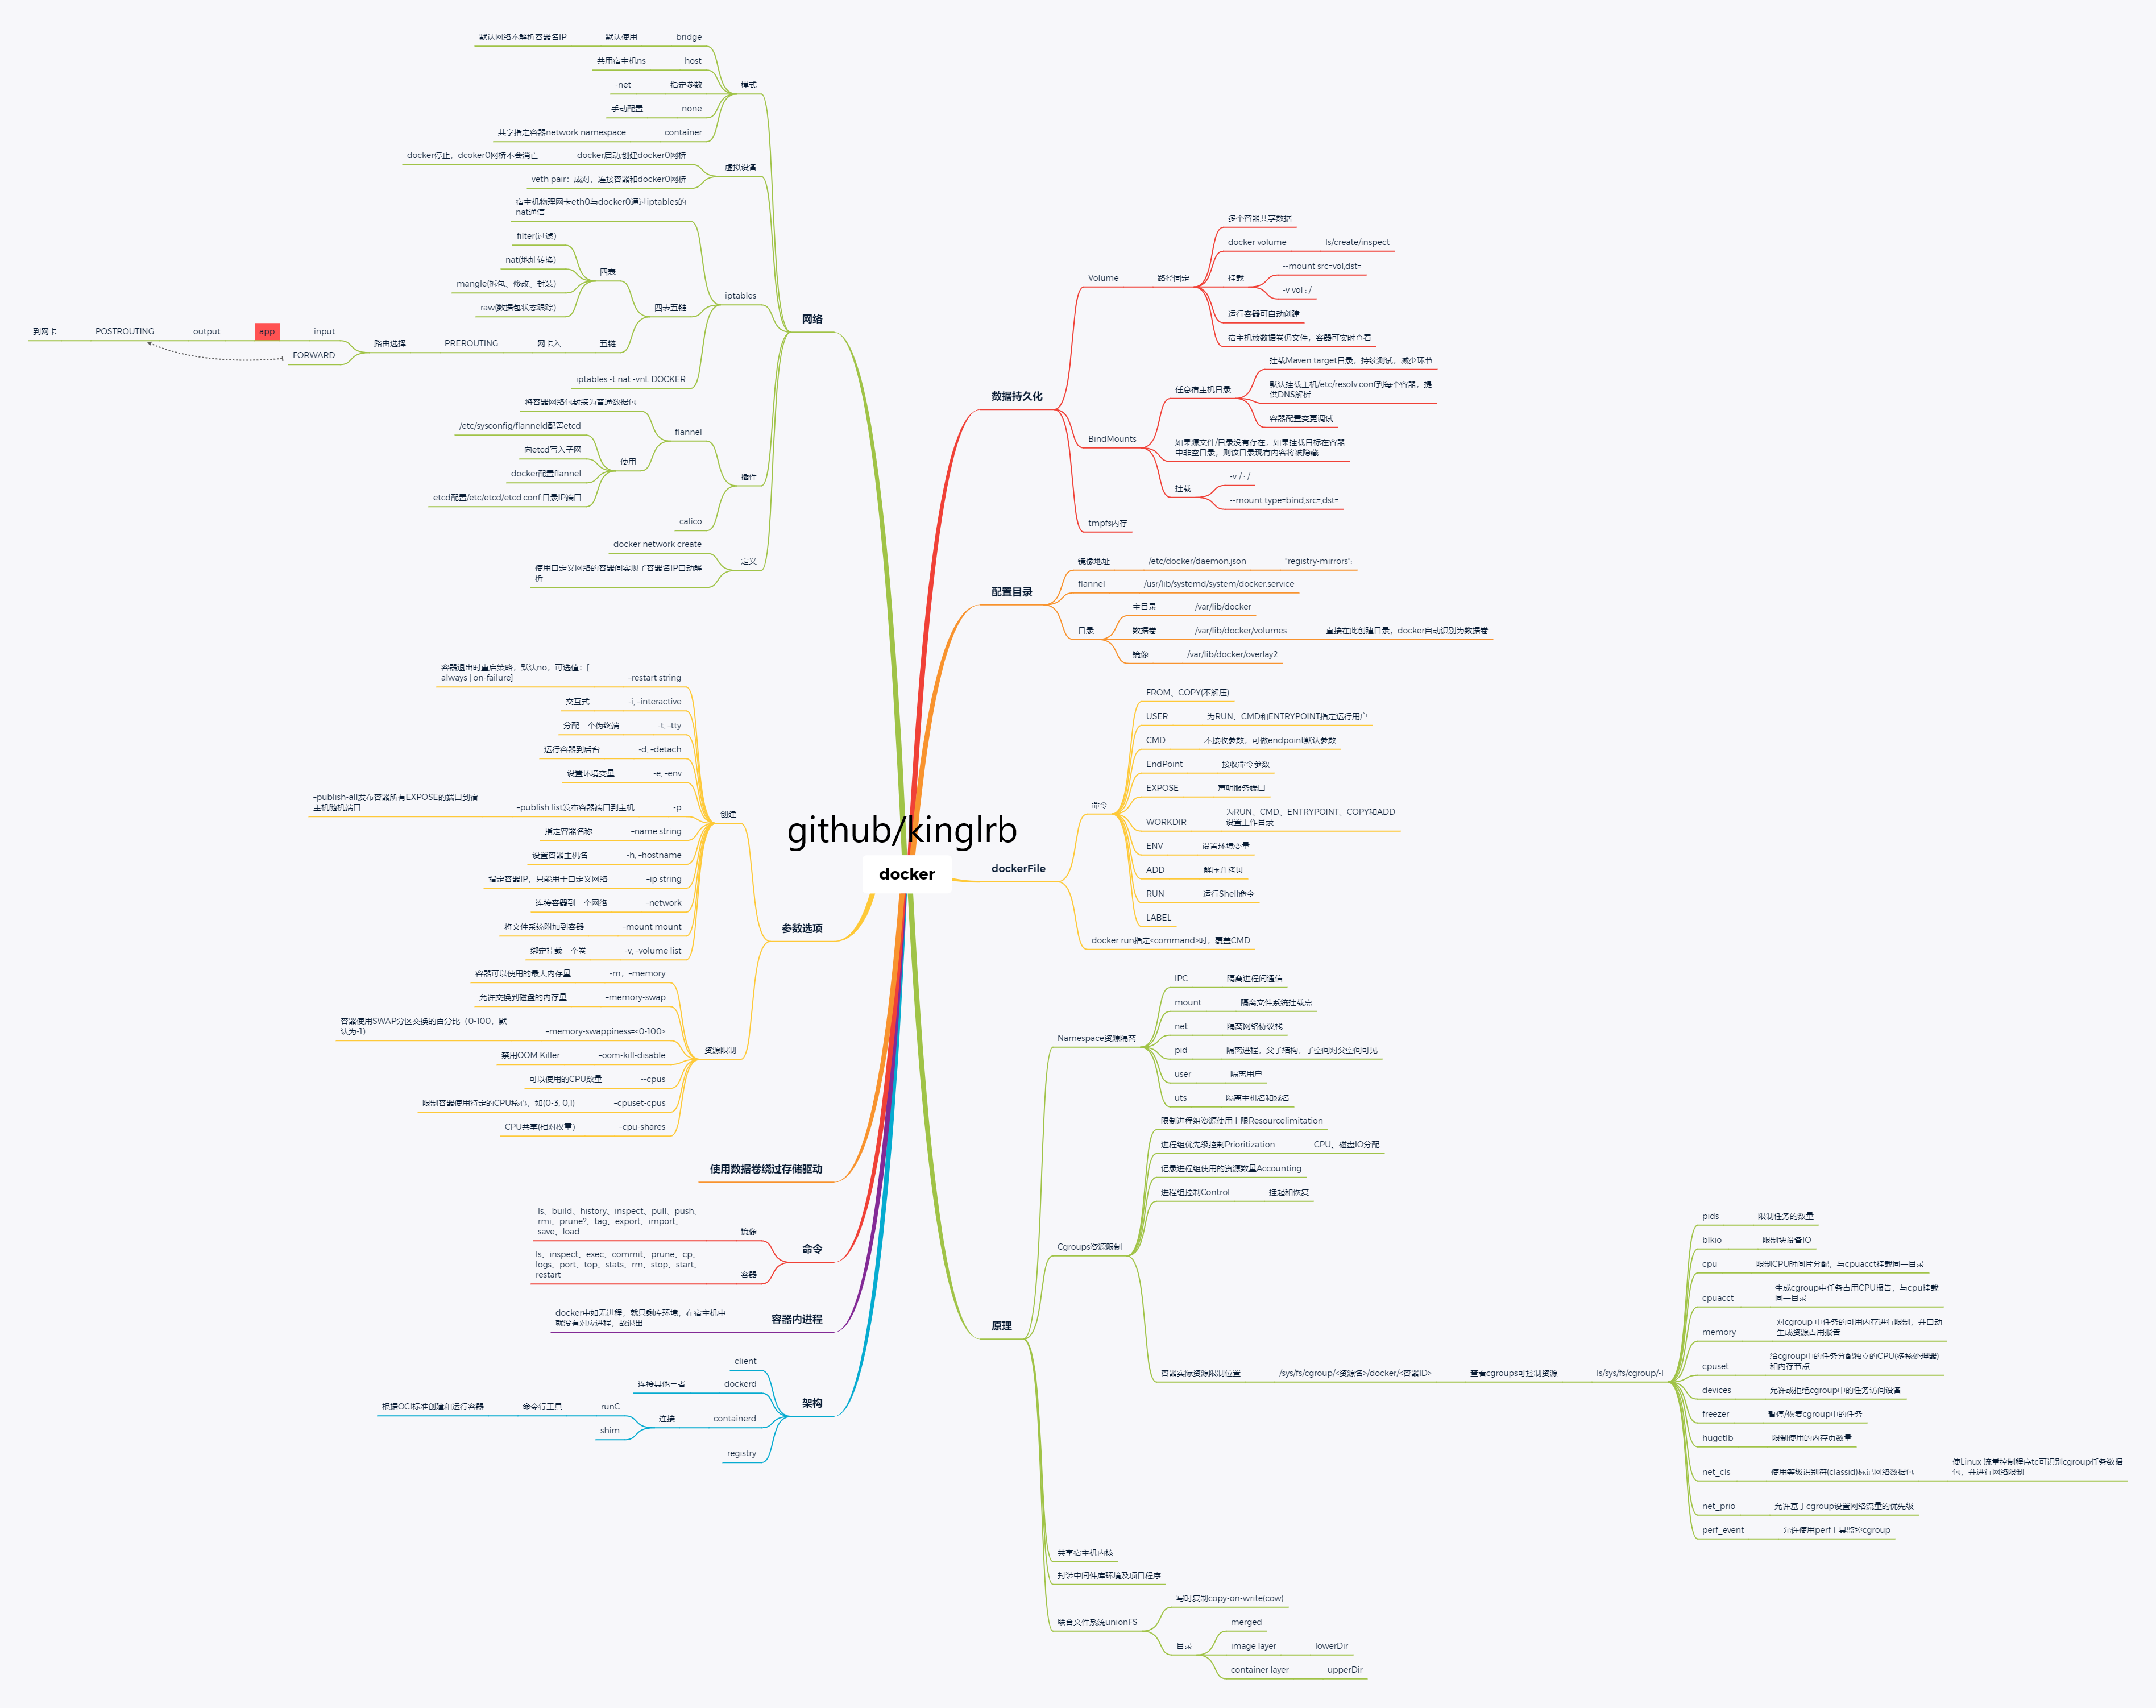 github/kinglrb
docker
网络
模式
bridge
默认使用
默认网络不解析容器名IP
host
共用宿主机ns
指定参数
-net
none
手动配置
container
共享指定容器network namespace
虚拟设备
docker启动,创建docker0网桥
docker停止，dcoker0网桥不会消亡
veth pair：成对，连接容器和docker0网桥
iptables
宿主机物理网卡eth0与docker0通过iptables的
nat通信
四表五链
四表
filter(过滤)
nat(地址转换)
mangle(拆包、修改、封装)
raw(数据包状态跟踪)
五链
网卡入
PREROUTING
路由选择
input
app
output
POSTROUTING
到网卡
FORWARD
iptables -t nat -vnL DOCKER
插件
flannel
将容器网络包封装为普通数据包
使用
/etc/sysconfig/flanneld配置etcd
向etcd写入子网
docker配置flannel
etcd配置/etc/etcd/etcd.conf:目录IP端口
calico
定义
docker network create
使用自定义网络的容器间实现了容器名IP自动解
析
参数选项
创建
容器退出时重启策略，默认no，可选值：[
always | on-failure]
–restart string
交互式
-i, –interactive
分配一个伪终端
-t, –tty
运行容器到后台
-d, –detach
设置环境变量
-e, –env
-p
–publish list发布容器端口到主机
–publish-all发布容器所有EXPOSE的端口到宿
主机随机端口
指定容器名称
–name string
设置容器主机名
-h, –hostname
指定容器IP，只能用于自定义网络
–ip string
连接容器到一个网络
–network
将文件系统附加到容器
–mount mount
绑定挂载一个卷
-v, –volume list
资源限制
容器可以使用的最大内存量
-m，–memory
允许交换到磁盘的内存量
–memory-swap
容器使用SWAP分区交换的百分比（0-100，默
认为-1）
–memory-swappiness=<0-100>
禁用OOM Killer
–oom-kill-disable
可以使用的CPU数量
--cpus
限制容器使用特定的CPU核心，如(0-3, 0,1)
–cpuset-cpus
CPU共享(相对权重)
–cpu-shares
使用数据卷绕过存储驱动
命令
镜像
ls、build、history、inspect、pull、push、
rmi、prune?、tag、export、import、
save、load
容器
ls、inspect、exec、commit、prune、cp、
logs、port、top、stats、rm、stop、start、
restart
容器内进程
docker中如无进程，就只剩库环境，在宿主机中
就没有对应进程，故退出
架构
client
dockerd
连接其他三者
containerd
连接
runC
命令行工具
根据OCI标准创建和运行容器
shim
registry
数据持久化
Volume
路径固定
多个容器共享数据
docker volume
ls/create/inspect
挂载
--mount src=vol,dst=
-v vol : /
运行容器可自动创建
宿主机放数据卷仍文件，容器可实时查看
BindMounts
任意宿主机目录
挂载Maven target目录，持续测试，减少环节
默认挂载主机/etc/resolv.conf到每个容器，提
供DNS解析
容器配置变更调试
如果源文件/目录没有存在，如果挂载目标在容器
中非空目录，则该目录现有内容将被隐藏
挂载
-v / : /
--mount type=bind,src=,dst=
tmpfs内存
配置目录
镜像地址
/etc/docker/daemon.json
"registry-mirrors":
flannel
/usr/lib/systemd/system/docker.service
目录
主目录
/var/lib/docker
数据卷
/var/lib/docker/volumes
直接在此创建目录，docker自动识别为数据卷
镜像
/var/lib/docker/overlay2
dockerFile
命令
FROM、COPY(不解压)
USER
为RUN、CMD和ENTRYPOINT指定运行用户
CMD
不接收参数，可做endpoint默认参数
EndPoint
接收命令参数
EXPOSE
声明服务端口
WORKDIR
为RUN、CMD、ENTRYPOINT、COPY和ADD
设置工作目录
ENV
设置环境变量
ADD
解压并拷贝
RUN
运行Shell命令
LABEL
docker run指定<command>时，覆盖CMD
原理
Namespace资源隔离
IPC
隔离进程间通信
mount
隔离文件系统挂载点
net
隔离网络协议栈
pid
隔离进程，父子结构，子空间对父空间可见
user
隔离用户
uts
隔离主机名和域名
Cgroups资源限制
限制进程组资源使用上限Resourcelimitation
进程组优先级控制Prioritization
CPU、磁盘IO分配
记录进程组使用的资源数量Accounting
进程组控制Control
挂起和恢复
容器实际资源限制位置
/sys/fs/cgroup/<资源名>/docker/<容器ID>
查看cgroups可控制资源
ls/sys/fs/cgroup/-l
pids
限制任务的数量
blkio
限制块设备IO
cpu
限制CPU时间片分配，与cpuacct挂载同一目录
cpuacct
生成cgroup中任务占用CPU报告，与cpu挂载
同一目录
memory
对cgroup 中任务的可用内存进行限制，并自动
生成资源占用报告
cpuset
给cgroup中的任务分配独立的CPU(多核处理器)
和内存节点
devices
允许或拒绝cgroup中的任务访问设备
freezer
暂停/恢复cgroup中的任务
hugetlb
限制使用的内存页数量
net_cls
使用等级识别符(classid)标记网络数据包
使Linux 流量控制程序tc可识别cgroup任务数据
包，并进行网络限制
net_prio
允许基于cgroup设置网络流量的优先级
perf_event
允许使用perf工具监控cgroup
共享宿主机内核
封装中间件库环境及项目程序
联合文件系统unionFS
写时复制copy-on-write(cow)
目录
merged
image layer
lowerDir
container layer
upperDir